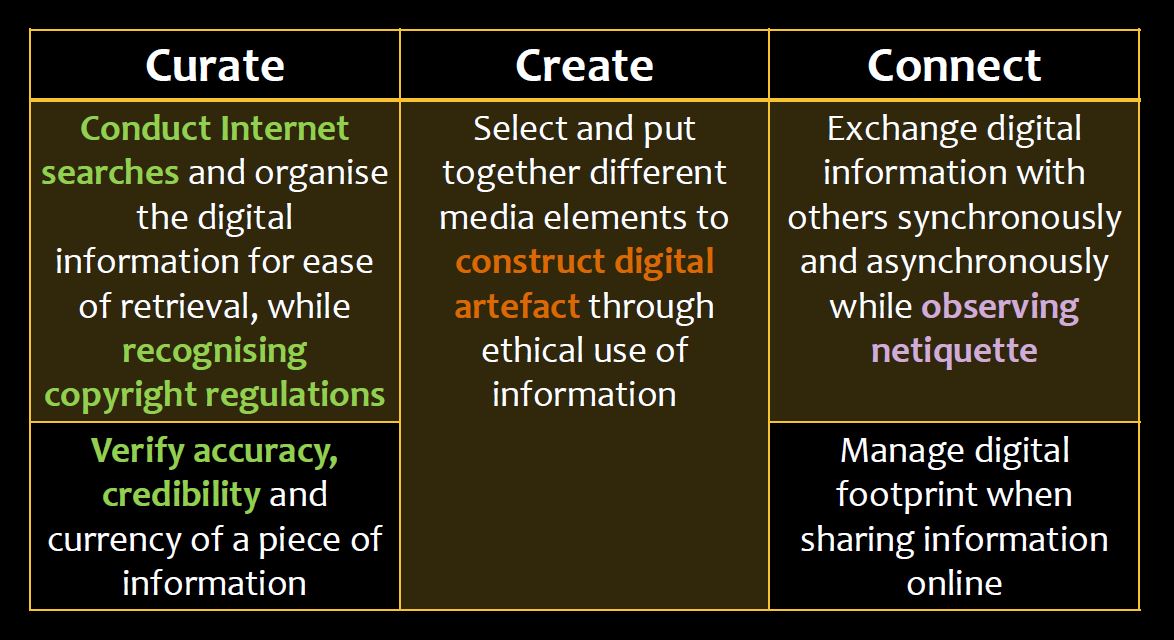 Curate
Create
Connect
Conduct Internet
searches and organise
the digital
information for ease
of retrieval, while
recognising
copyright regulations
Select and put
together different
media elements to
construct digital
artefact through
ethical use of
information
Exchange digital
information with
others synchronously
and asynchronously
while observing
netiquette
Verify accuracy,
credibility and
currency of a piece of
information
Manage digital
footprint when
sharing information
online